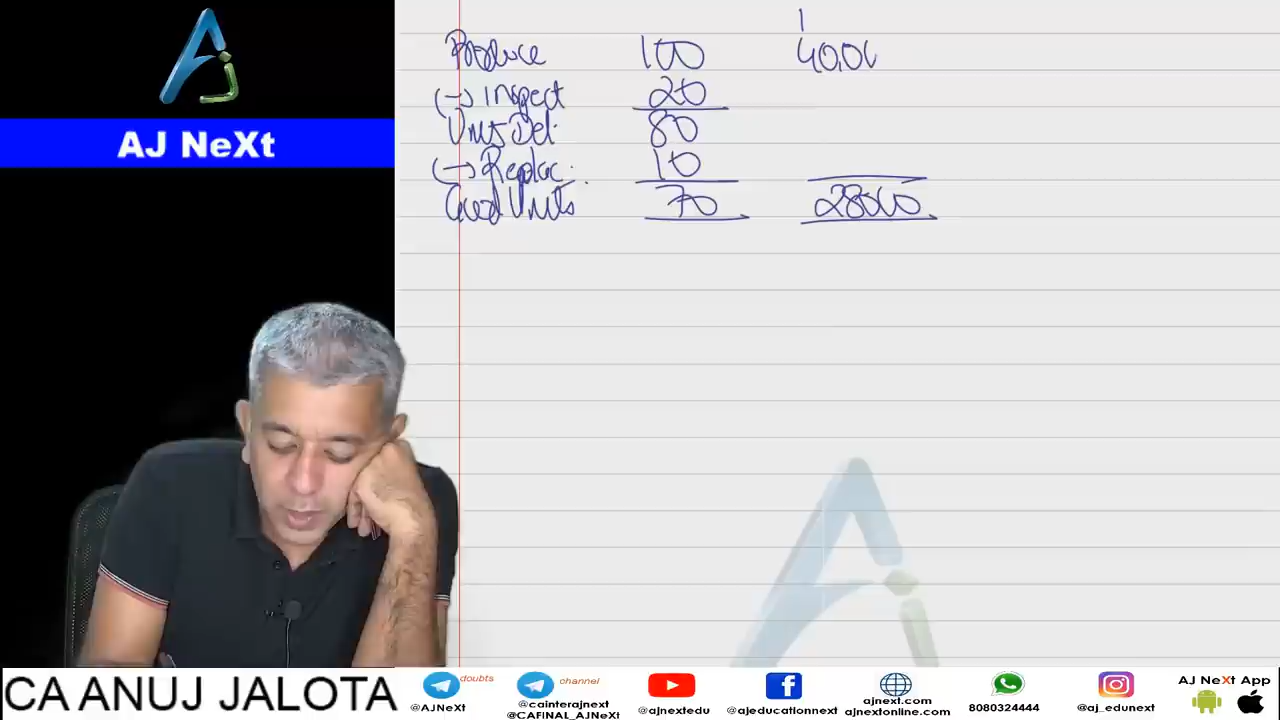 AJ NeXt
CA ANUJ JALOTA
Produce 100 40,00
(-) Inspect 20
Units Del. 80
(-) Replac. 10
Good Units 70 28000
doubts
@AJNeXt
channel
@cainterajnext
@CAFINAL_AJNeXt
@ajnextedu
@ajeducationnext
ajnext.com
ajnextonline.com
8080324444
@aj_edunext
AJ NeXt App